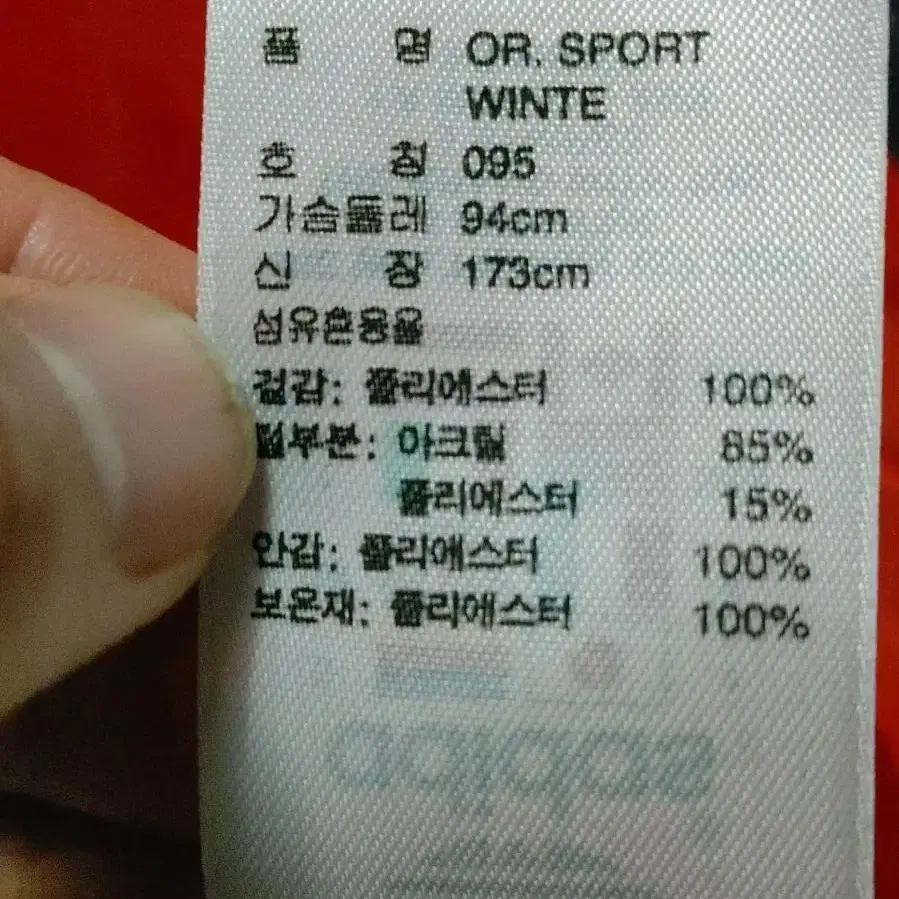 품 명 OR. SPORT
WINTE
호 칭 095
가슴둘레 94cm
신 장 173cm
섬유혼용율
겉감: 폴리에스터 100%
털부분: 아크릴 85%
폴리에스터 15%
안감: 폴리에스터 100%
보온재: 폴리에스터 100%
adidas